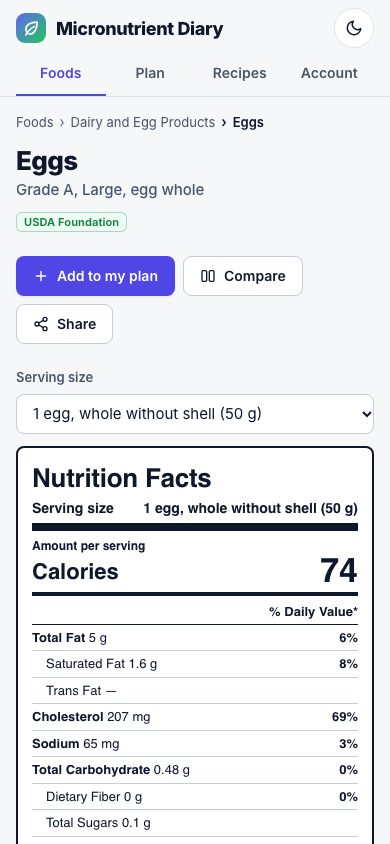 Micronutrient Diary
Foods Plan Recipes Account
Foods › Dairy and Egg Products › Eggs
Eggs
Grade A, Large, egg whole
USDA Foundation
+ Add to my plan Compare
Share
Serving size
1 egg, whole without shell (50 g)
Nutrition Facts
Serving size 1 egg, whole without shell (50 g)
Amount per serving
Calories 74
% Daily Value*
Total Fat 5 g 6%
Saturated Fat 1.6 g 8%
Trans Fat —
Cholesterol 207 mg 69%
Sodium 65 mg 3%
Total Carbohydrate 0.48 g 0%
Dietary Fiber 0 g 0%
Total Sugars 0.1 g